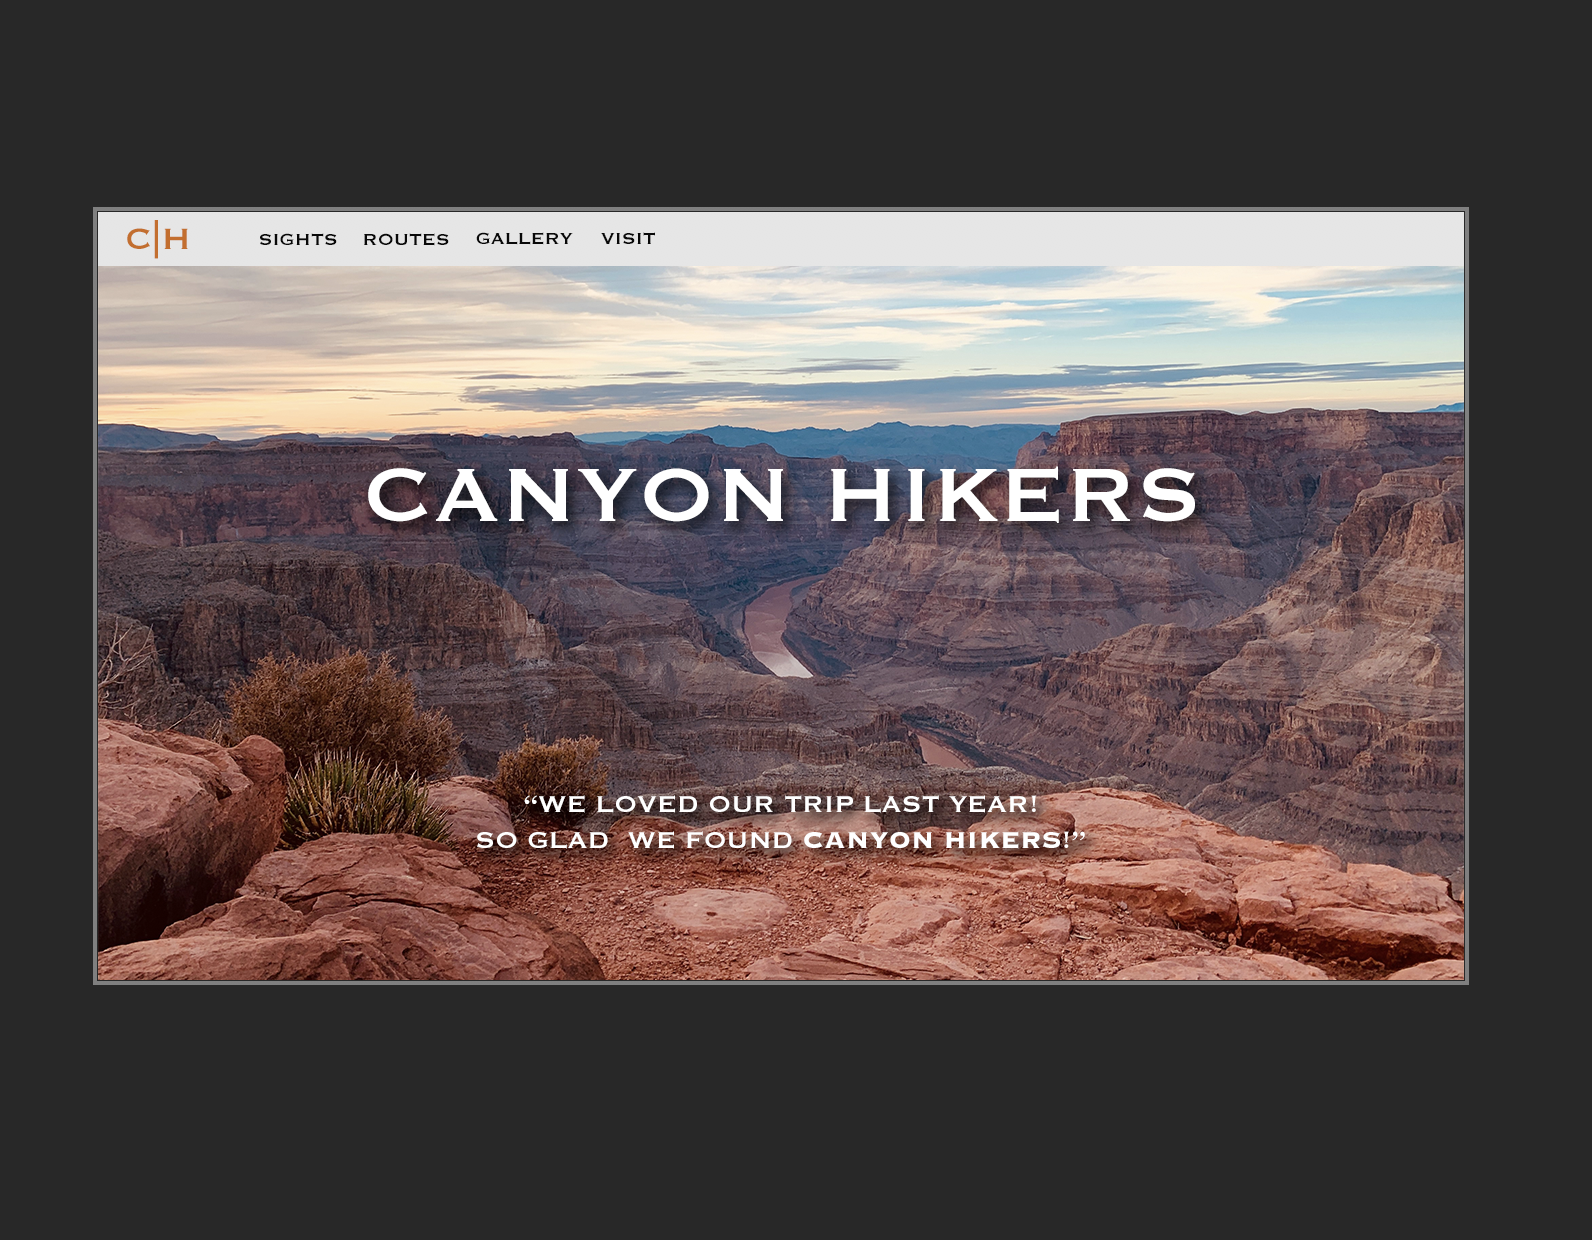 C|H
SIGHTS ROUTES GALLERY VISIT
CANYON HIKERS
“WE LOVED OUR TRIP LAST YEAR!
SO GLAD  WE FOUND CANYON HIKERS!”